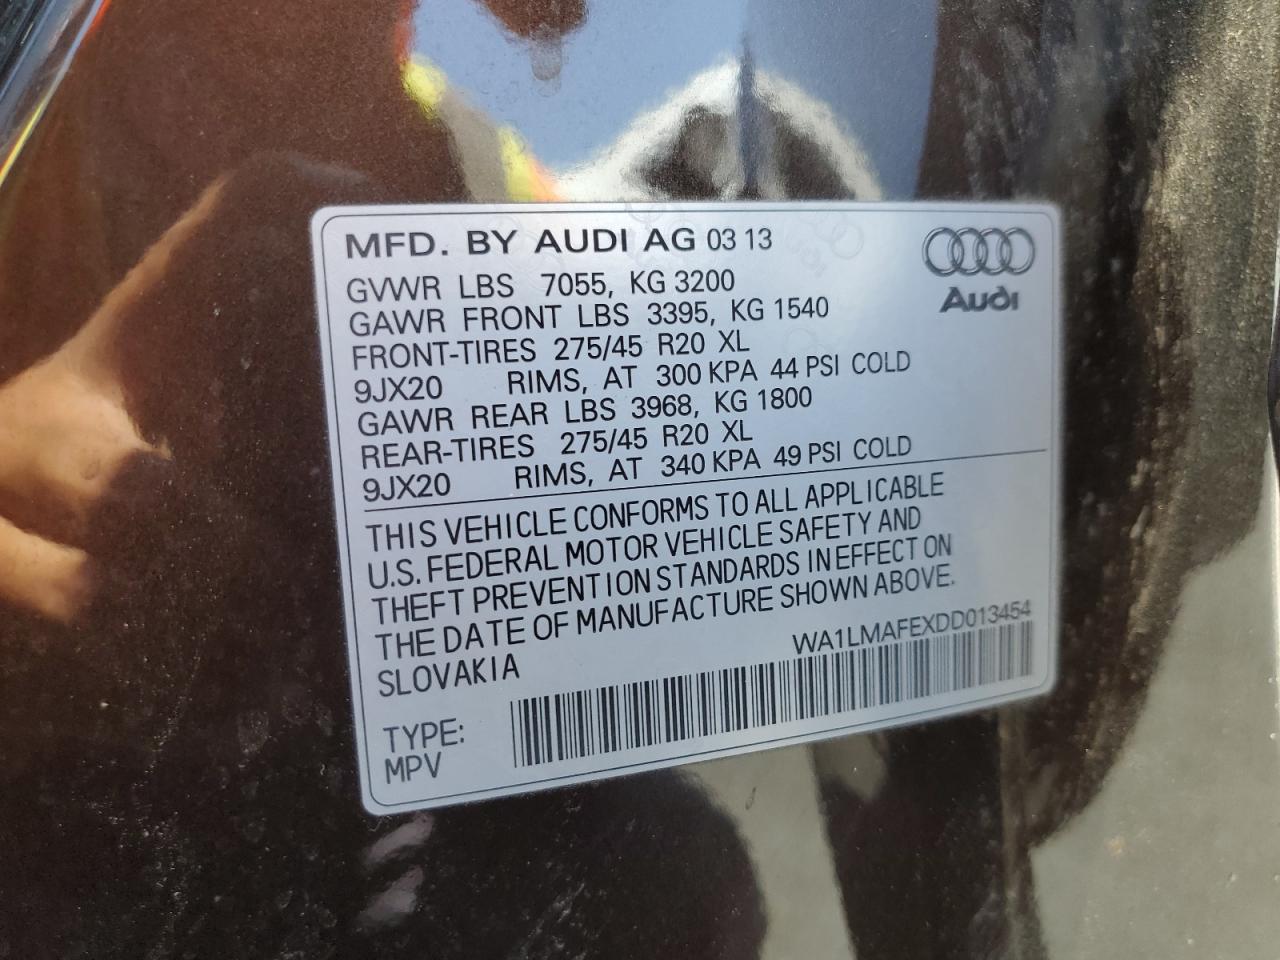 MFD. BY AUDI AG 03 13
Audi
GVWR LBS 7055, KG 3200
GAWR FRONT LBS 3395, KG 1540
FRONT-TIRES 275/45 R20 XL
9JX20 RIMS, AT 300 KPA 44 PSI COLD
GAWR REAR LBS 3968, KG 1800
REAR-TIRES 275/45 R20 XL
9JX20 RIMS, AT 340 KPA 49 PSI COLD
THIS VEHICLE CONFORMS TO ALL APPLICABLE
U.S. FEDERAL MOTOR VEHICLE SAFETY AND
THEFT PREVENTION STANDARDS IN EFFECT ON
THE DATE OF MANUFACTURE SHOWN ABOVE.
SLOVAKIA
WA1LMAFEXDD013454
TYPE:
MPV